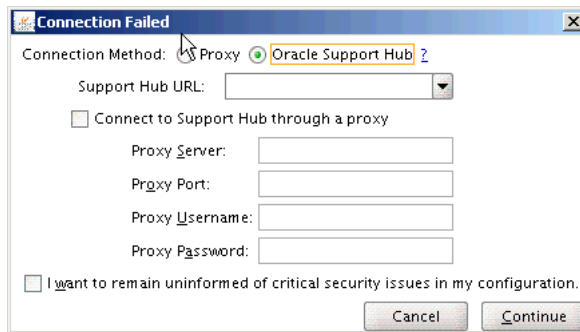 Connection Failed
Connection Method: Proxy Oracle Support Hub ?
Support Hub URL:
Connect to Support Hub through a proxy
Proxy Server:
Proxy Port:
Proxy Username:
Proxy Password:
I want to remain uninformed of critical security issues in my configuration.
Cancel Continue